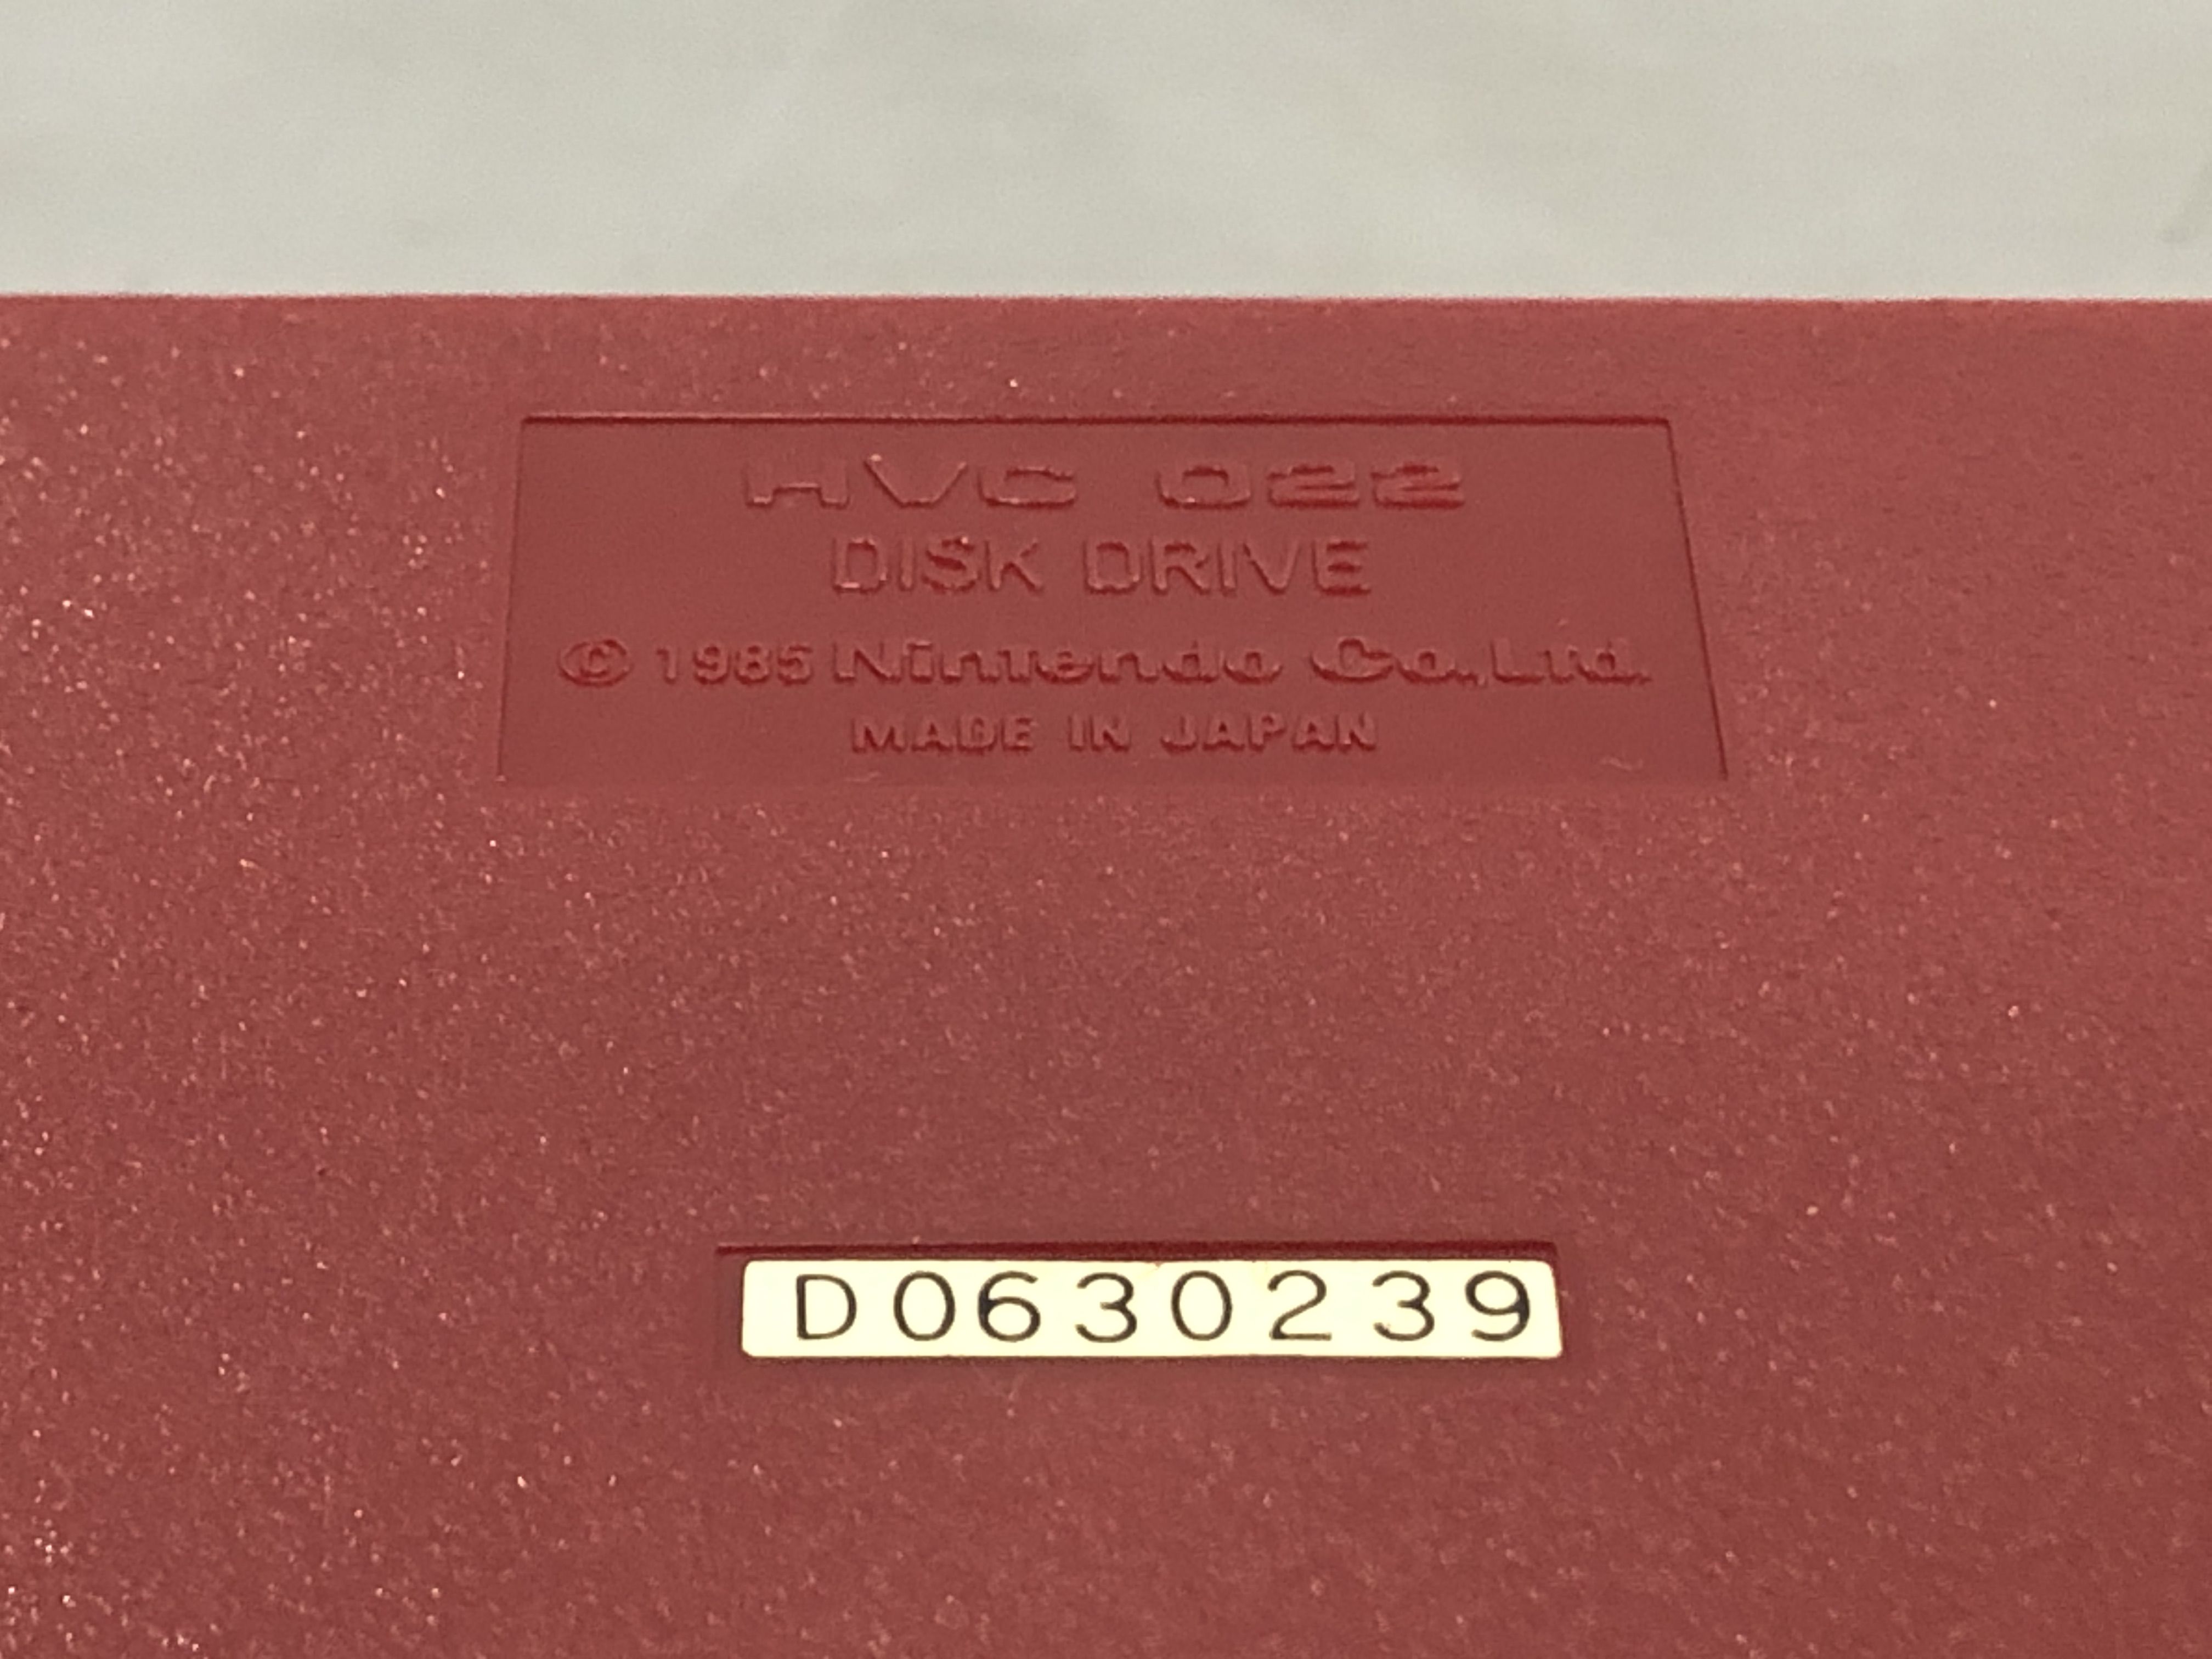 HVC 022
DISK DRIVE
© 1985 Nintendo Co.,Ltd.
MADE IN JAPAN
D0630239